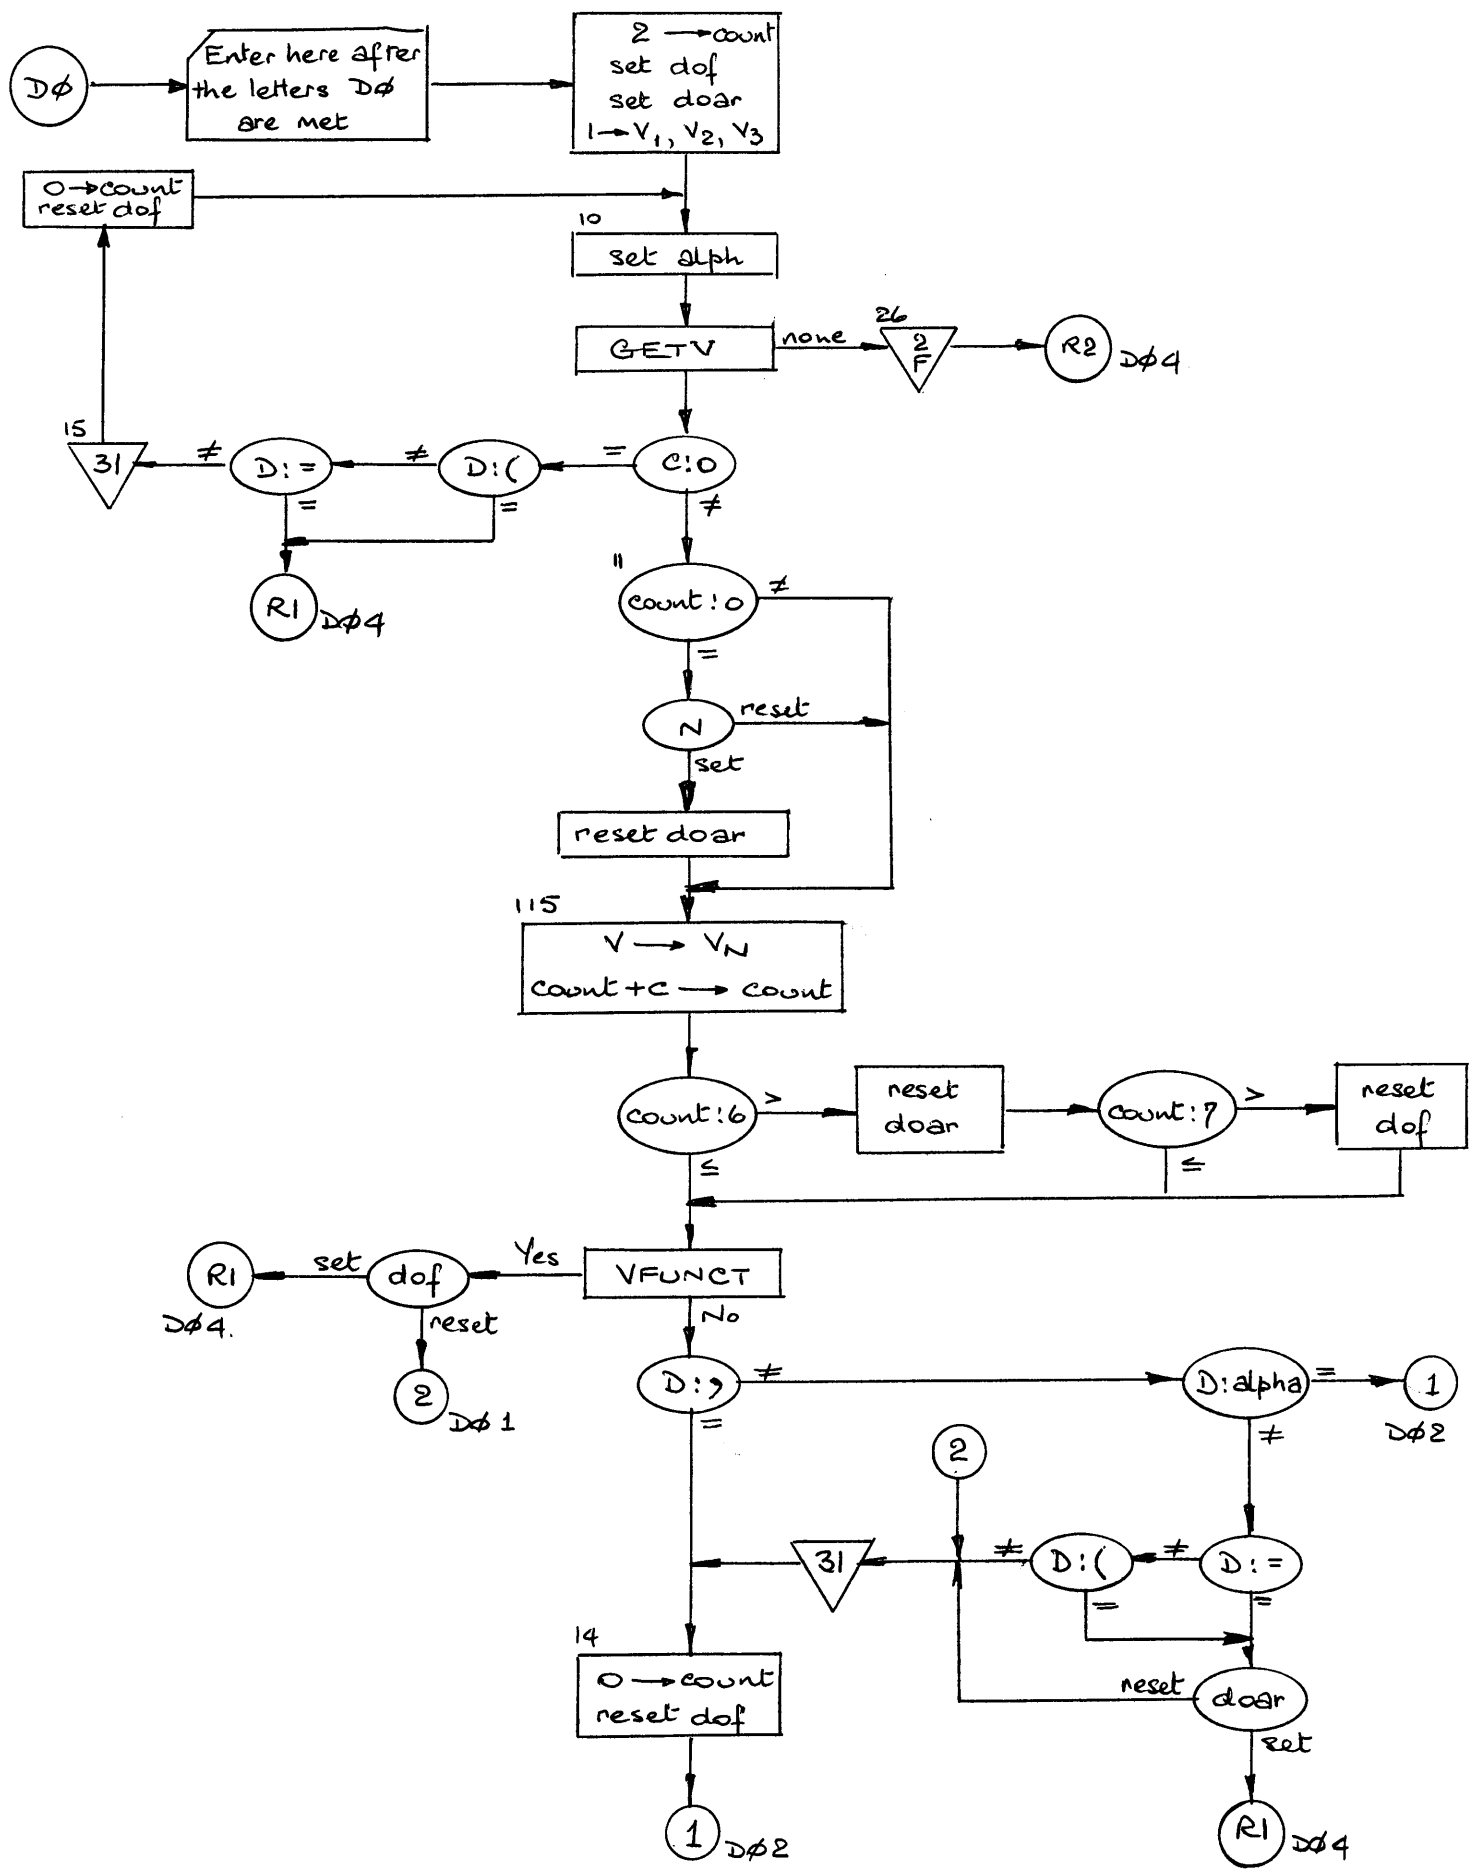 DØ
Enter here after
the letters DØ
are met
2 → count
set dof
set doar
1 → V1, V2, V3
0 → count
reset dof
10
set alph
GETV
none
26
2
F
R2
DØ4
15
31
≠
D:=
=
≠
D:(
=
=
C:0
≠
R1
DØ4
11
count:0
≠
=
N
reset
set
reset doar
115
V → VN
count + c → count
count:6
>
≤
reset
doar
count:7
>
≤
reset
dof
R1
DØ4.
set
dof
reset
2
DØ1
Yes
VFUNCT
No
D:,
≠
=
D:alpha
=
≠
1
DØ2
2
31
≠
D:(
=
≠
D:=
=
14
0 → count
reset dof
reset
doar
set
1
DØ2
R1
DØ4